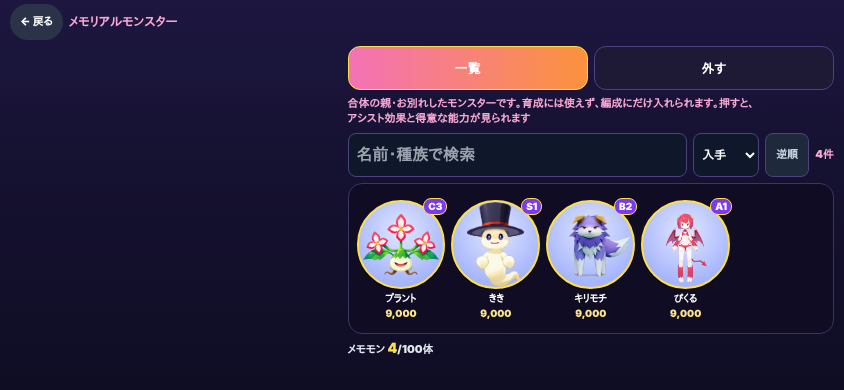 ← 戻る メモリアルモンスター
一覧 外す
合体の親・お別れしたモンスターです。育成には使えず、編成にだけ入れられます。押すと、
アシスト効果と得意な能力が見られます
名前・種族で検索 入手 逆順 4件
C3 S1 B2 A1
プラント きき キリモチ ぴくる
9,000 9,000 9,000 9,000
メモモン 4/100体